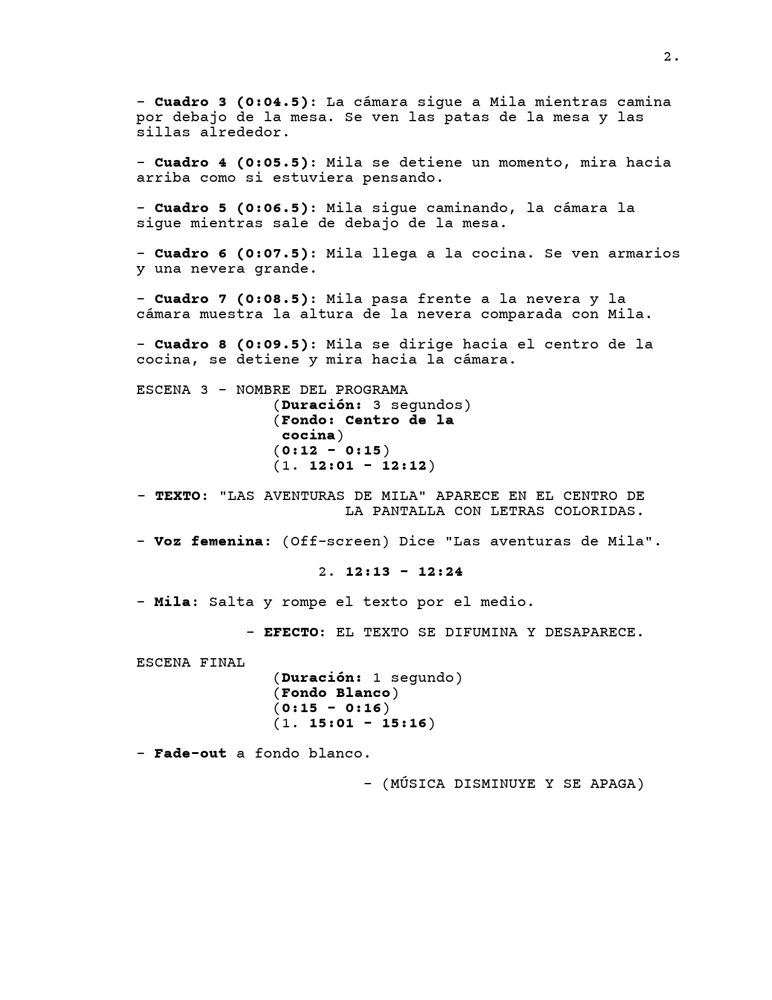 2.
- Cuadro 3 (0:04.5): La cámara sigue a Mila mientras camina
por debajo de la mesa. Se ven las patas de la mesa y las
sillas alrededor.
- Cuadro 4 (0:05.5): Mila se detiene un momento, mira hacia
arriba como si estuviera pensando.
- Cuadro 5 (0:06.5): Mila sigue caminando, la cámara la
sigue mientras sale de debajo de la mesa.
- Cuadro 6 (0:07.5): Mila llega a la cocina. Se ven armarios
y una nevera grande.
- Cuadro 7 (0:08.5): Mila pasa frente a la nevera y la
cámara muestra la altura de la nevera comparada con Mila.
- Cuadro 8 (0:09.5): Mila se dirige hacia el centro de la
cocina, se detiene y mira hacia la cámara.
ESCENA 3 - NOMBRE DEL PROGRAMA
(Duración: 3 segundos)
(Fondo: Centro de la
cocina)
(0:12 - 0:15)
(1. 12:01 - 12:12)
- TEXTO: "LAS AVENTURAS DE MILA" APARECE EN EL CENTRO DE
LA PANTALLA CON LETRAS COLORIDAS.
- Voz femenina: (Off-screen) Dice "Las aventuras de Mila".
2. 12:13 - 12:24
- Mila: Salta y rompe el texto por el medio.
- EFECTO: EL TEXTO SE DIFUMINA Y DESAPARECE.
ESCENA FINAL
(Duración: 1 segundo)
(Fondo Blanco)
(0:15 - 0:16)
(1. 15:01 - 15:16)
- Fade-out a fondo blanco.
- (MÚSICA DISMINUYE Y SE APAGA)